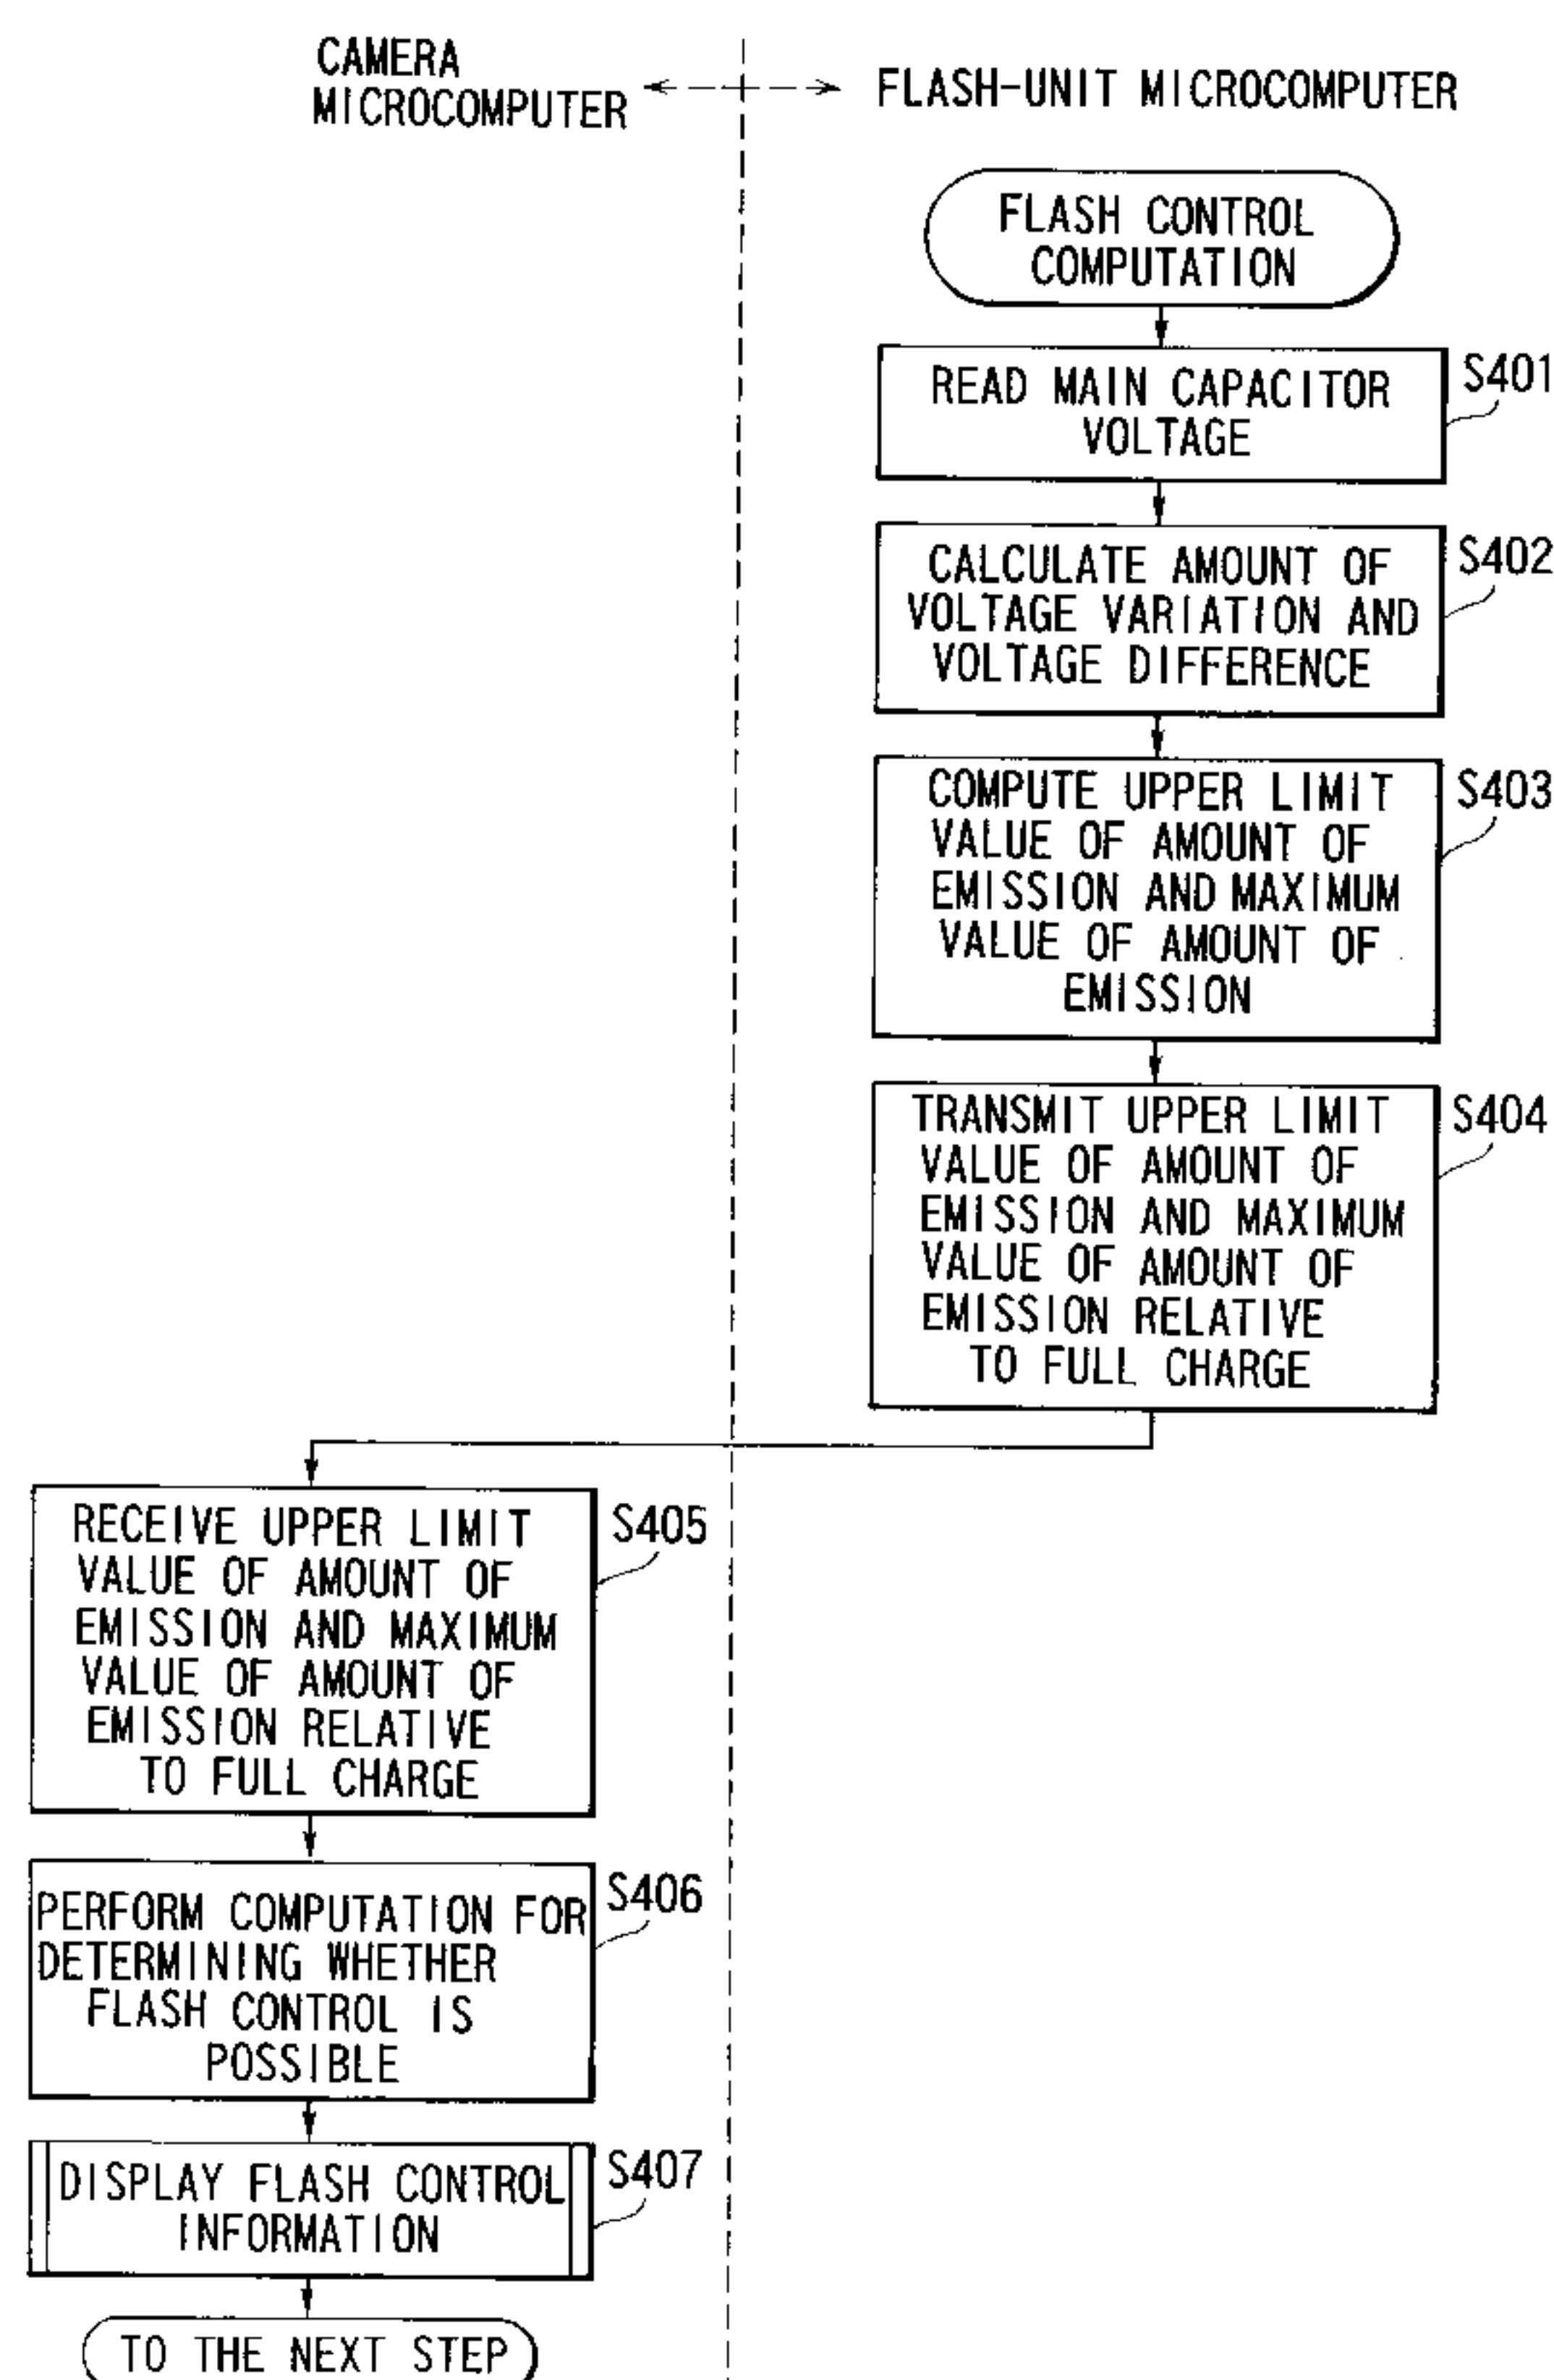 CAMERA
MICROCOMPUTER
FLASH-UNIT MICROCOMPUTER
FLASH CONTROL
COMPUTATION
READ MAIN CAPACITOR
VOLTAGE
S401
CALCULATE AMOUNT OF
VOLTAGE VARIATION AND
VOLTAGE DIFFERENCE
S402
COMPUTE UPPER LIMIT
VALUE OF AMOUNT OF
EMISSION AND MAXIMUM
VALUE OF AMOUNT OF
EMISSION
S403
TRANSMIT UPPER LIMIT
VALUE OF AMOUNT OF
EMISSION AND MAXIMUM
VALUE OF AMOUNT OF
EMISSION RELATIVE
TO FULL CHARGE
S404
RECEIVE UPPER LIMIT
VALUE OF AMOUNT OF
EMISSION AND MAXIMUM
VALUE OF AMOUNT OF
EMISSION RELATIVE
TO FULL CHARGE
S405
PERFORM COMPUTATION FOR
DETERMINING WHETHER
FLASH CONTROL IS
POSSIBLE
S406
DISPLAY FLASH CONTROL
INFORMATION
S407
TO THE NEXT STEP